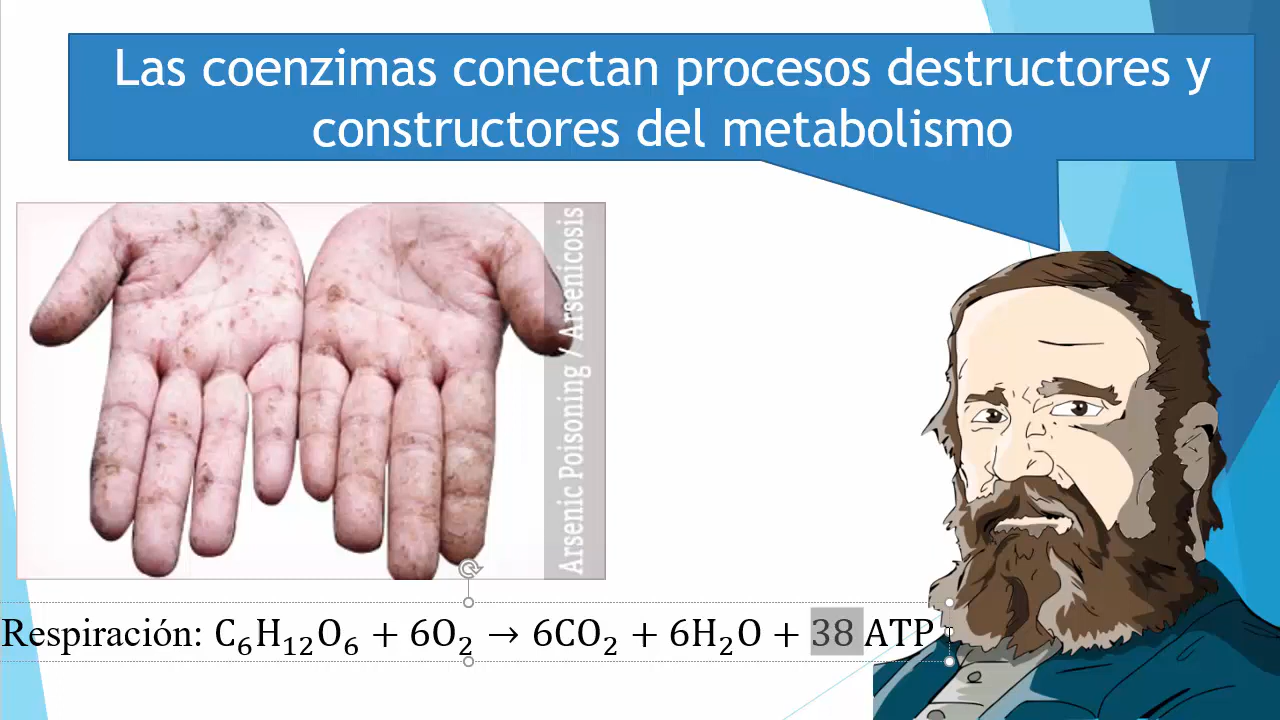 Las coenzimas conectan procesos destructores y
constructores del metabolismo
Arsenic Poisoning / Arsenicosis
Respiración: C₆H₁₂O₆ + 6O₂ → 6CO₂ + 6H₂O + 38 ATP